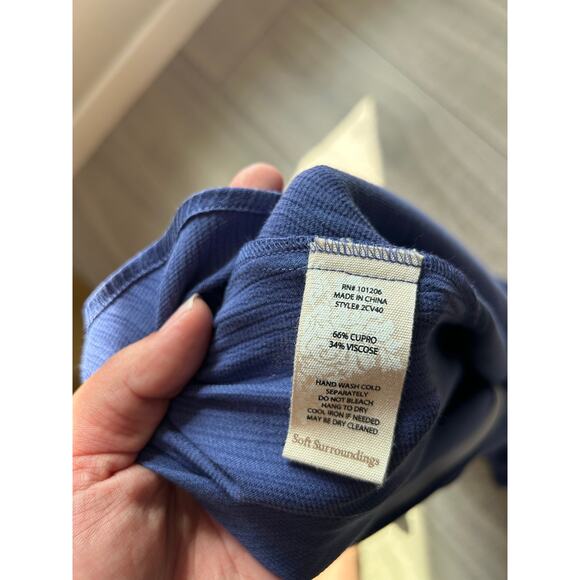 RN# 101206
MADE IN CHINA
STYLE# 2CV40
66% CUPRO
34% VISCOSE
HAND WASH COLD
SEPARATELY
DO NOT BLEACH
HANG TO DRY
COOL IRON IF NEEDED
MAY BE DRY CLEANED
Soft Surroundings